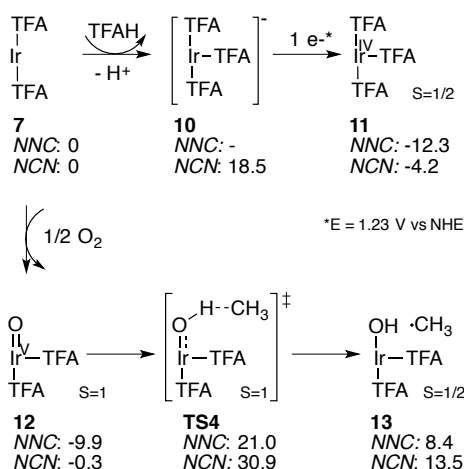 TFA
Ir
TFA
TFAH
- H⁺
TFA
Ir—TFA
TFA
-
1 e-*
TFA
IV
Ir—TFA
TFA
S=1/2
7
NNC: 0
NCN: 0
10
NNC: -
NCN: 18.5
11
NNC: -12.3
NCN: -4.2
1/2 O₂
*E = 1.23 V vs NHE
O
V
Ir—TFA
TFA
S=1
O H--CH₃
Ir—TFA
TFA
S=1
‡
OH ·CH₃
Ir—TFA
TFA
S=1/2
12
NNC: -9.9
NCN: -0.3
TS4
NNC: 21.0
NCN: 30.9
13
NNC: 8.4
NCN: 13.5